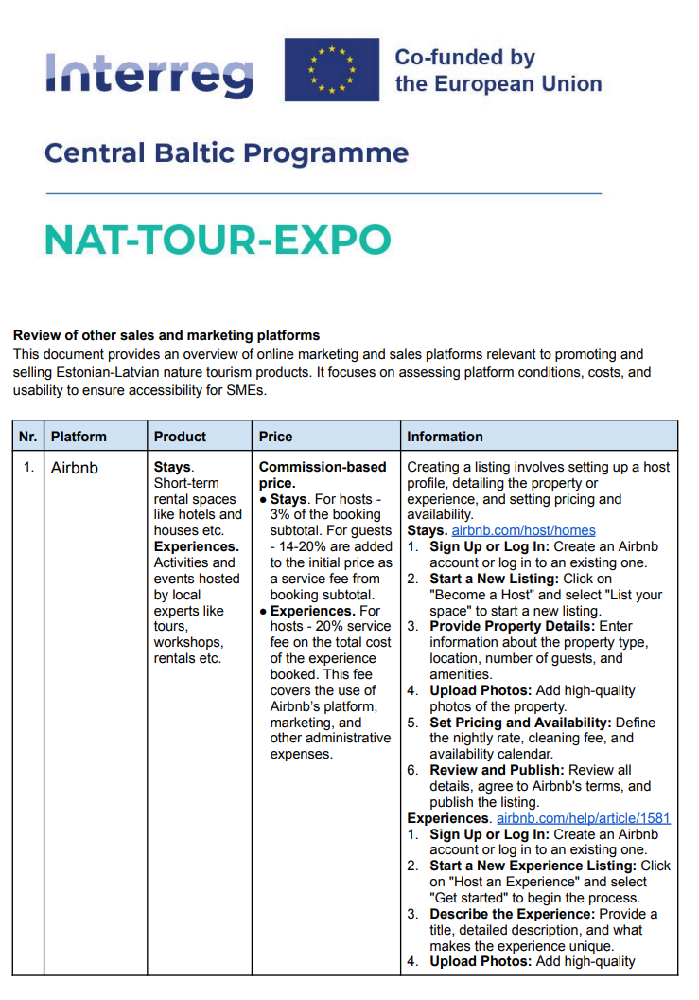 Interreg
Co-funded by
the European Union
Central Baltic Programme
NAT-TOUR-EXPO
Review of other sales and marketing platforms
This document provides an overview of online marketing and sales platforms relevant to promoting and
selling Estonian-Latvian nature tourism products. It focuses on assessing platform conditions, costs, and
usability to ensure accessibility for SMEs.
Nr.
Platform
Product
Price
Information
1.
Airbnb
Stays.
Short-term
rental spaces
like hotels and
houses etc.
Experiences.
Activities and
events hosted
by local
experts like
tours,
workshops,
rentals etc.
Commission-based
price.
● Stays. For hosts -
3% of the booking
subtotal. For guests
- 14-20% are added
to the initial price as
a service fee from
booking subtotal.
● Experiences. For
hosts - 20% service
fee on the total cost
of the experience
booked. This fee
covers the use of
Airbnb's platform,
marketing, and
other administrative
expenses.
Creating a listing involves setting up a host
profile, detailing the property or
experience, and setting pricing and
availability.
Stays. airbnb.com/host/homes
1. Sign Up or Log In: Create an Airbnb
account or log in to an existing one.
2. Start a New Listing: Click on
"Become a Host" and select "List your
space" to start a new listing.
3. Provide Property Details: Enter
information about the property type,
location, number of guests, and
amenities.
4. Upload Photos: Add high-quality
photos of the property.
5. Set Pricing and Availability: Define
the nightly rate, cleaning fee, and
availability calendar.
6. Review and Publish: Review all
details, agree to Airbnb's terms, and
publish the listing.
Experiences. airbnb.com/help/article/1581
1. Sign Up or Log In: Create an Airbnb
account or log in to an existing one.
2. Start a New Experience Listing: Click
on "Host an Experience" and select
"Get started" to begin the process.
3. Describe the Experience: Provide a
title, detailed description, and what
makes the experience unique.
4. Upload Photos: Add high-quality